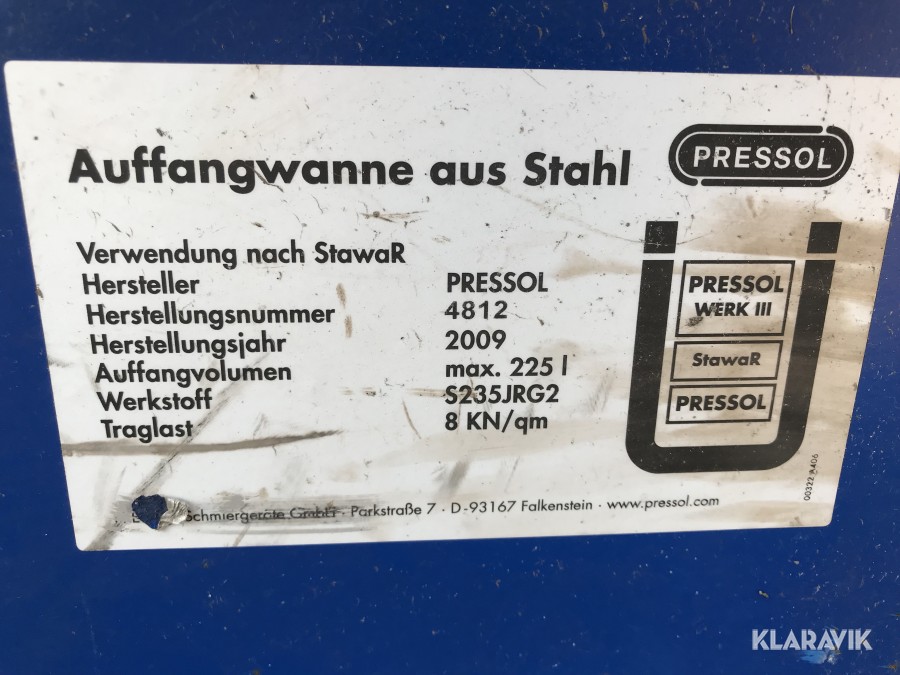 Auffangwanne aus Stahl
PRESSOL
Verwendung nach StawaR
Hersteller PRESSOL
Herstellungsnummer 4812
Herstellungsjahr 2009
Auffangvolumen max. 225 l
Werkstoff S235JRG2
Traglast 8 KN/qm
PRESSOL
WERK III
StawaR
PRESSOL
Schmiergeräte GmbH · Parkstraße 7 · D-93167 Falkenstein · www.pressol.com
KLARAVIK